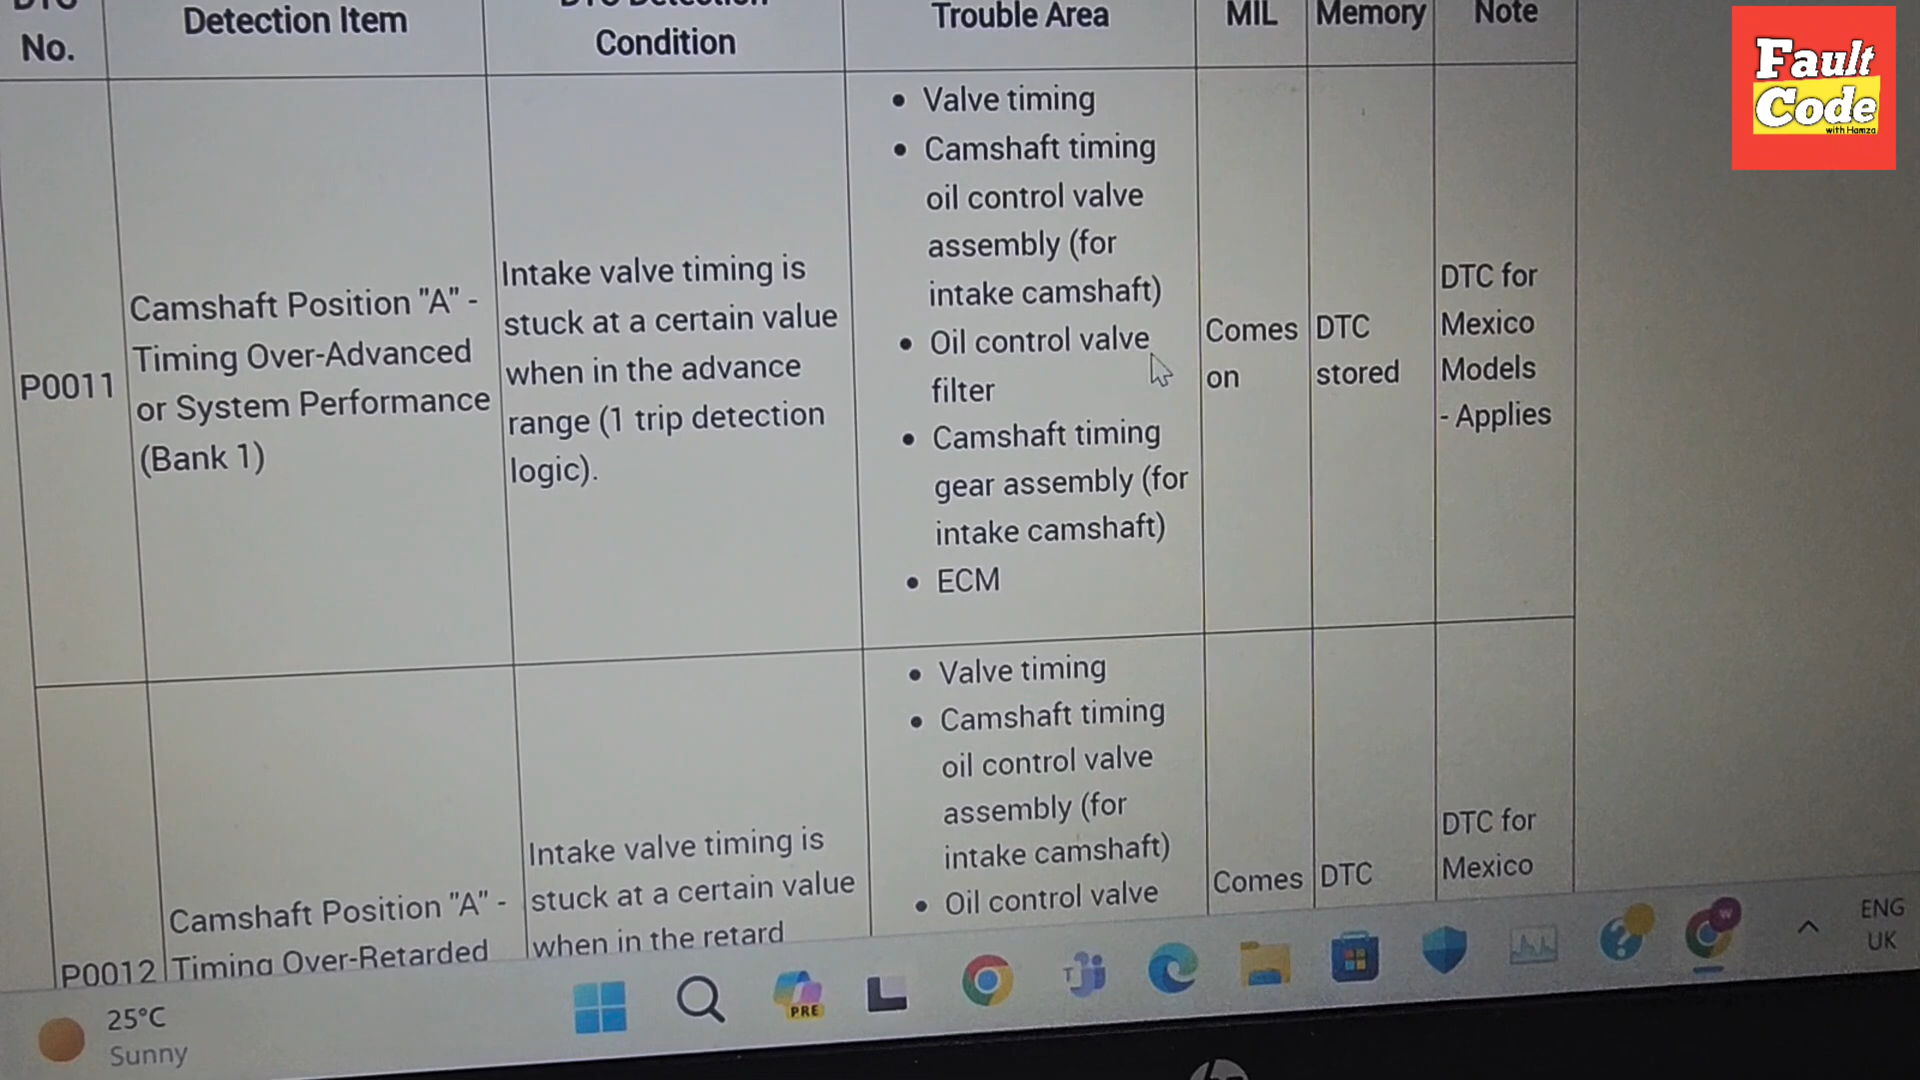 No.
Detection Item
Condition
Trouble Area
MIL
Memory
Note
P0011
Camshaft Position "A" -
Timing Over-Advanced
or System Performance
(Bank 1)
Intake valve timing is
stuck at a certain value
when in the advance
range (1 trip detection
logic).
• Valve timing
• Camshaft timing
oil control valve
assembly (for
intake camshaft)
• Oil control valve
filter
• Camshaft timing
gear assembly (for
intake camshaft)
• ECM
Comes
on
DTC
stored
DTC for
Mexico
Models
- Applies
P0012
Camshaft Position "A" -
Timing Over-Retarded
Intake valve timing is
stuck at a certain value
when in the retard
• Valve timing
• Camshaft timing
oil control valve
assembly (for
intake camshaft)
• Oil control valve
Comes
DTC
DTC for
Mexico
Fault
Code
with Hamza
25°C
Sunny
PRE
T
W
ENG
UK
hp